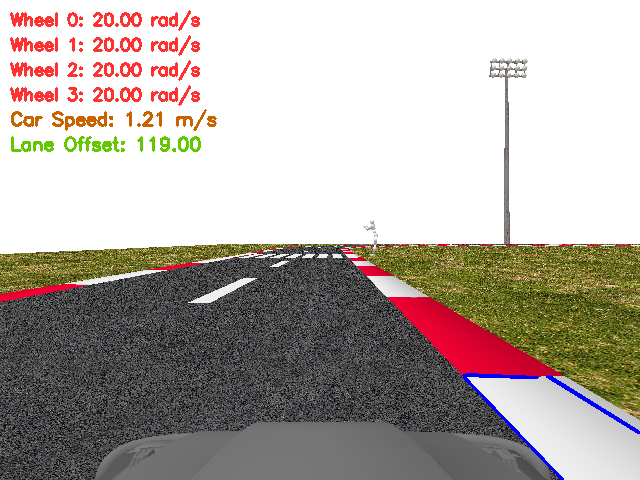 Wheel 0: 20.00 rad/s
Wheel 1: 20.00 rad/s
Wheel 2: 20.00 rad/s
Wheel 3: 20.00 rad/s
Car Speed: 1.21 m/s
Lane Offset: 119.00